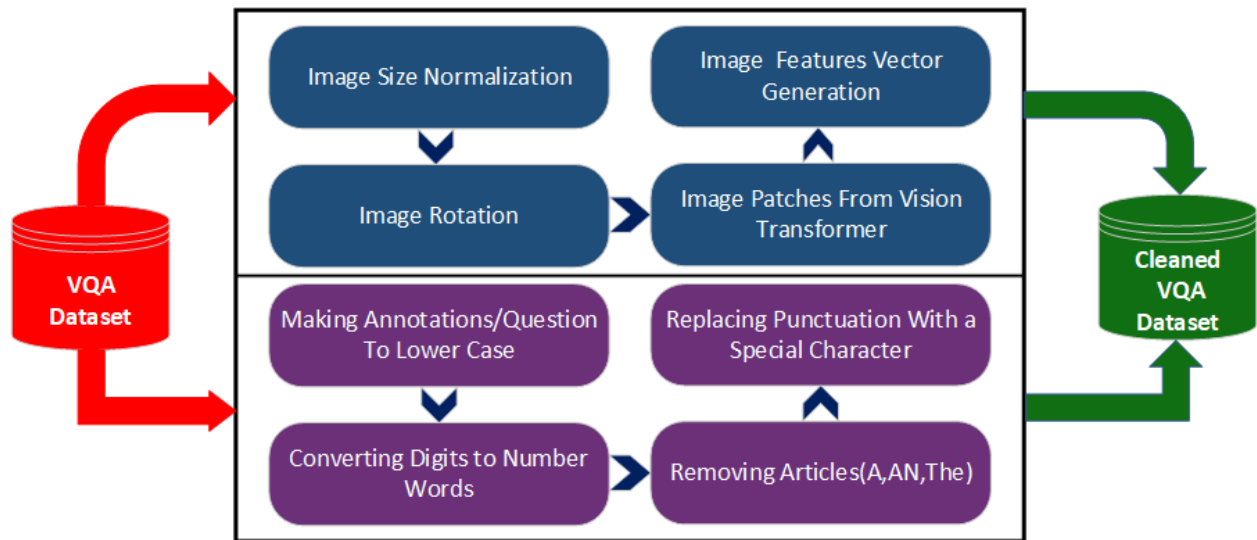 VQA
Dataset
Image Size Normalization
Image Rotation
Image Patches From Vision
Transformer
Image Features Vector
Generation
Making Annotations/Question
To Lower Case
Converting Digits to Number
Words
Removing Articles(A,AN,The)
Replacing Punctuation With a
Special Character
Cleaned
VQA
Dataset